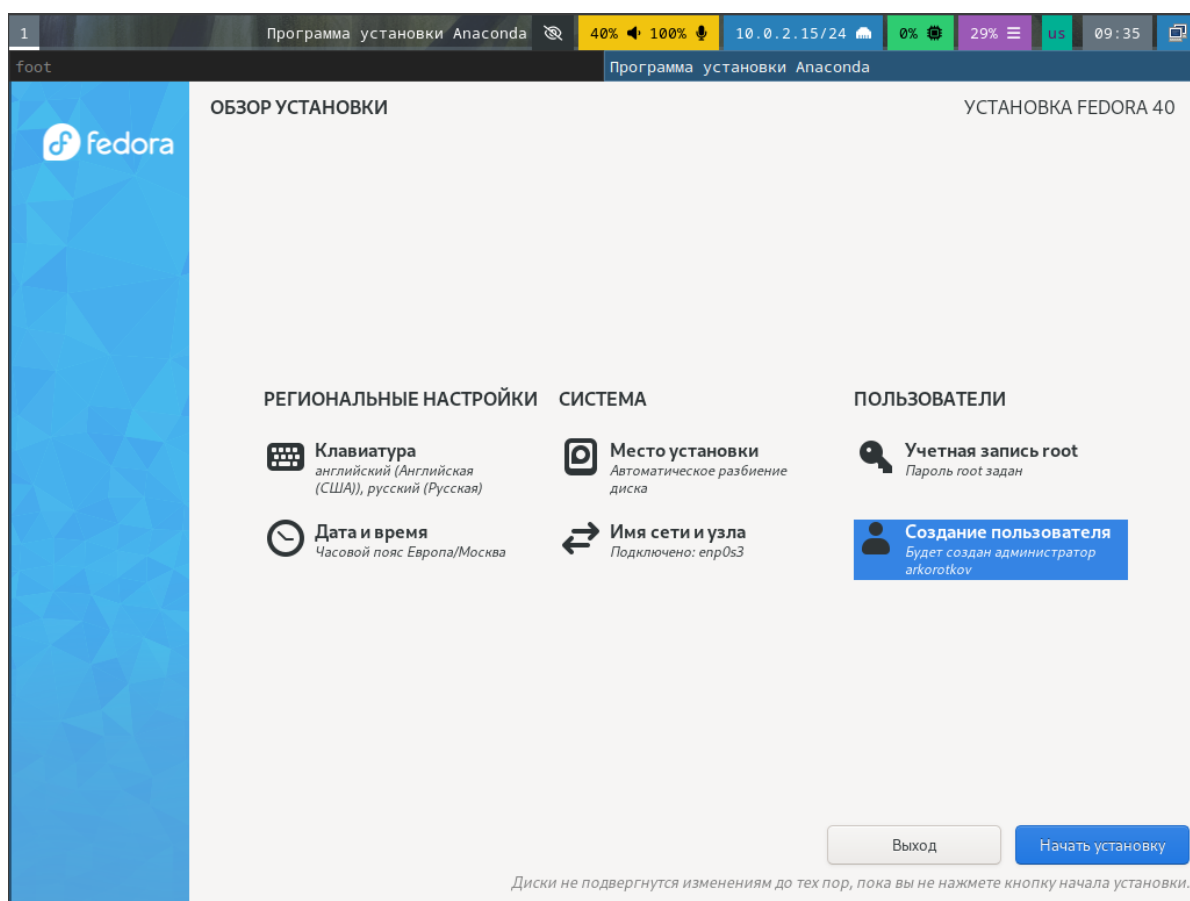 1 Программа установки Anaconda 40% 100% 10.0.2.15/24 0% 29% us 09:35
foot Программа установки Anaconda
fedora
ОБЗОР УСТАНОВКИ
УСТАНОВКА FEDORA 40
РЕГИОНАЛЬНЫЕ НАСТРОЙКИ
Клавиатура
английский (Английская
(США)), русский (Русская)
Дата и время
Часовой пояс Европа/Москва
СИСТЕМА
Место установки
Автоматическое разбиение
диска
Имя сети и узла
Подключено: enp0s3
ПОЛЬЗОВАТЕЛИ
Учетная запись root
Пароль root задан
Создание пользователя
Будет создан администратор
arkorotkov
Выход
Начать установку
Диски не подвергнутся изменениям до тех пор, пока вы не нажмете кнопку начала установки.